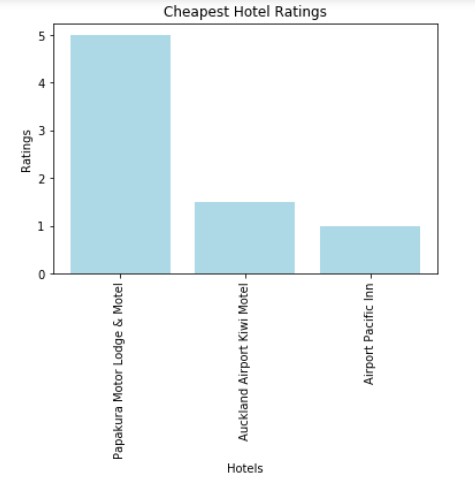 Cheapest Hotel Ratings
5
4
3
2
1
0
Ratings
Papakura Motor Lodge & Motel
Auckland Airport Kiwi Motel
Airport Pacific Inn
Hotels